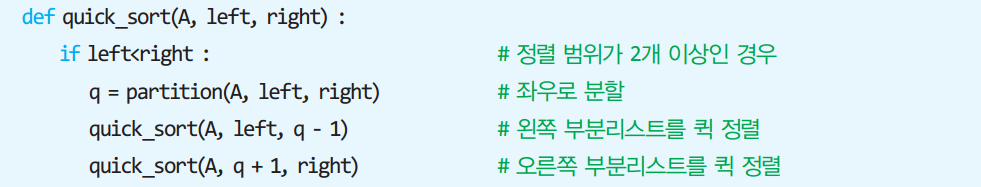 def quick_sort(A, left, right) :
if left<right : # 정렬 범위가 2개 이상인 경우
q = partition(A, left, right) # 좌우로 분할
quick_sort(A, left, q - 1) # 왼쪽 부분리스트를 퀵 정렬
quick_sort(A, q + 1, right) # 오른쪽 부분리스트를 퀵 정렬